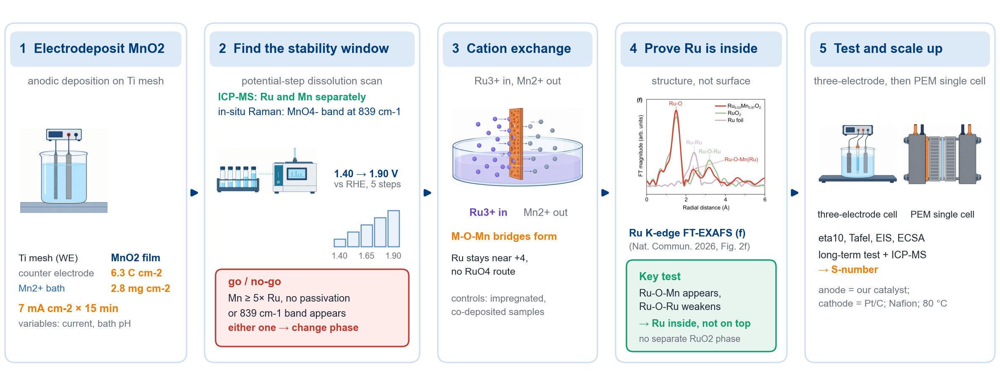 1 Electrodeposit MnO2
anodic deposition on Ti mesh
Ti mesh (WE)
counter electrode
Mn2+ bath
MnO2 film
6.3 C cm-2
2.8 mg cm-2
7 mA cm-2 × 15 min
variables: current, bath pH
2 Find the stability window
potential-step dissolution scan
ICP-MS: Ru and Mn separately
in-situ Raman: MnO4- band at 839 cm-1
1.40 → 1.90 V
vs RHE, 5 steps
1.40 1.65 1.90
go / no-go
Mn ≥ 5× Ru, no passivation
or 839 cm-1 band appears
either one → change phase
3 Cation exchange
Ru3+ in, Mn2+ out
Ru3+ in Mn2+ out
M-O-Mn bridges form
Ru stays near +4,
no RuO4 route
controls: impregnated,
co-deposited samples
4 Prove Ru is inside
structure, not surface
(f)
Ru-O
Ru₀.₀₃Mn₀.₉₇O₂
RuO₂
Ru foil
Ru-Ru
Ru-O-Ru
Ru-O-Mn(Ru)
FT magnitude (arb. units)
0 2 4 6
Radial distance (Å)
Ru K-edge FT-EXAFS (f)
(Nat. Commun. 2026, Fig. 2f)
Key test
Ru-O-Mn appears,
Ru-O-Ru weakens
→ Ru inside, not on top
no separate RuO2 phase
5 Test and scale up
three-electrode, then PEM single cell
three-electrode cell PEM single cell
eta10, Tafel, EIS, ECSA
long-term test + ICP-MS
→ S-number
anode = our catalyst;
cathode = Pt/C; Nafion; 80 °C